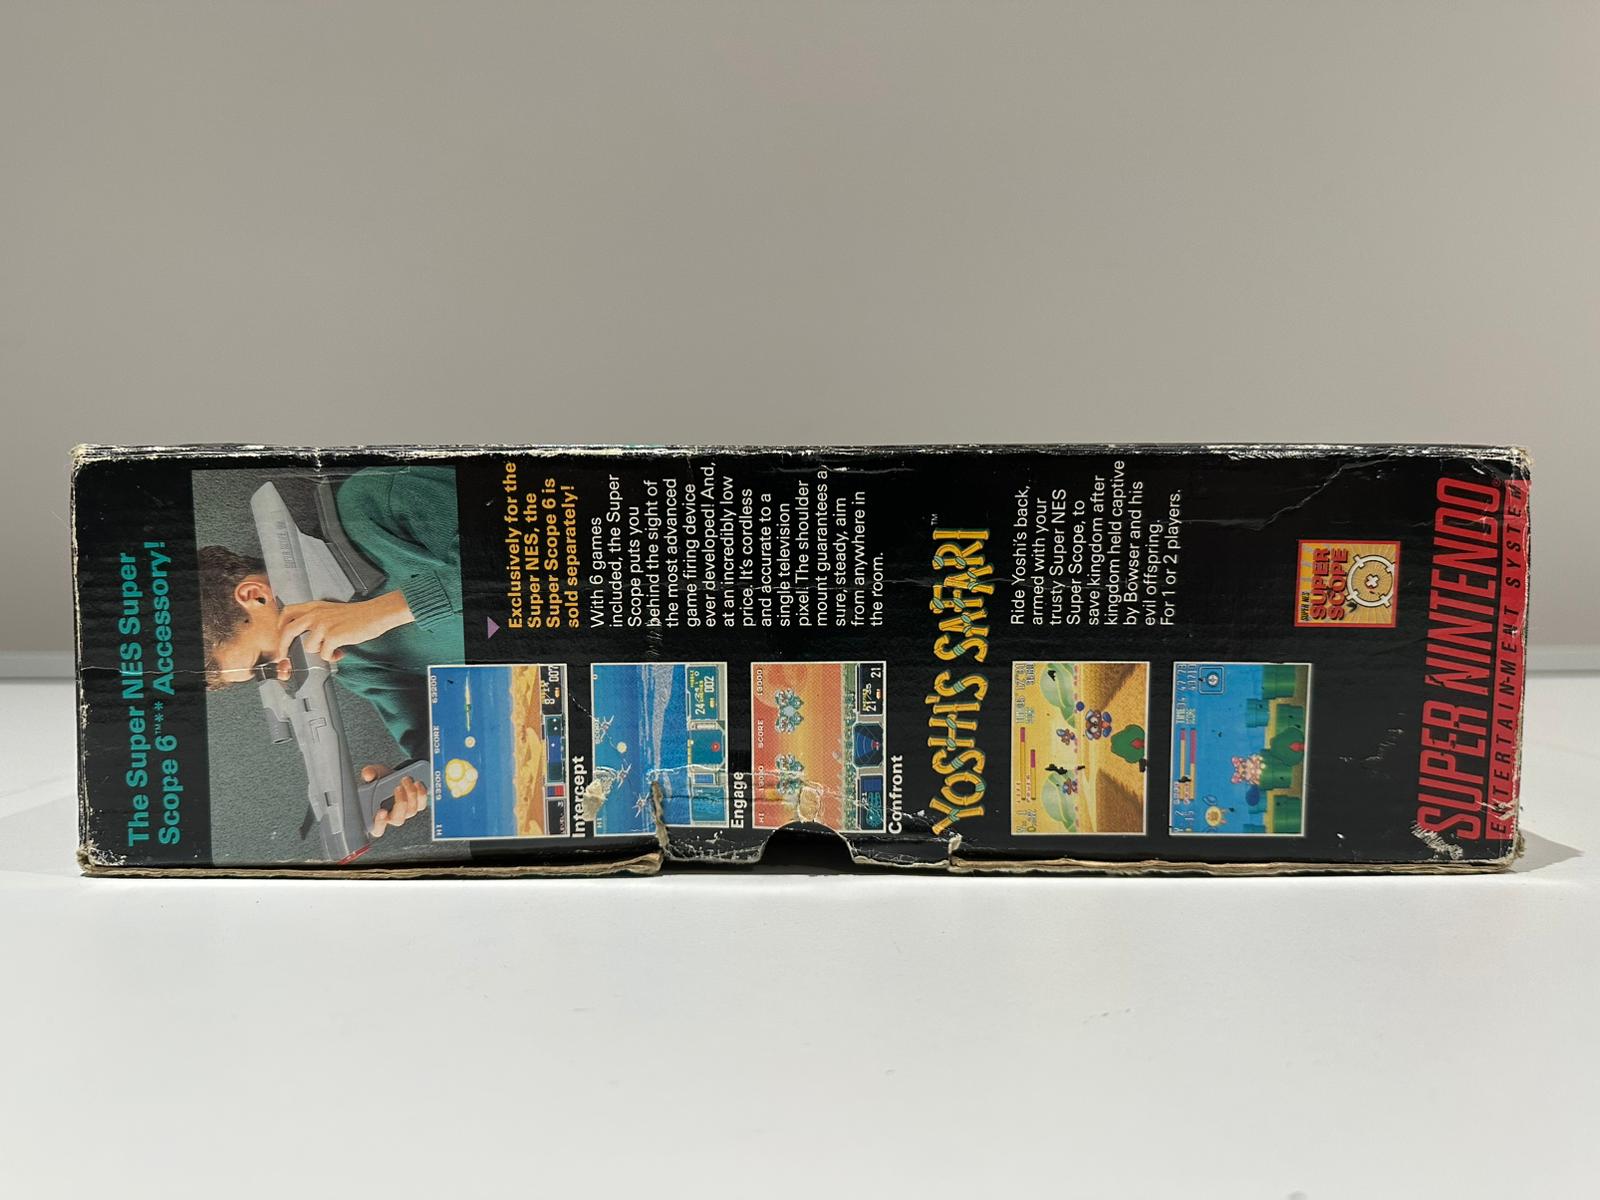 The Super NES Super
Scope 6™** Accessory!
Exclusively for the
Super NES, the
Super Scope 6 is
sold separately!
With 6 games
included, the Super
Scope puts you
behind the sight of
the most advanced
game firing device
ever developed! And,
at an incredibly low
price. It's cordless
and accurate to a
single television
pixel. The shoulder
mount guarantees a
sure, steady, aim
from anywhere in
the room.
HI 63200 SCORE 63200
Intercept
Engage
SCORE
Confront
YOSHI'S SAFARI™
Ride Yoshi's back,
armed with your
trusty Super NES
Super Scope, to
save kingdom after
kingdom held captive
by Bowser and his
evil offspring.
For 1 or 2 players.
SUPER NES
SUPER
SCOPE
SUPER NINTENDO®
ENTERTAINMENT SYSTEM